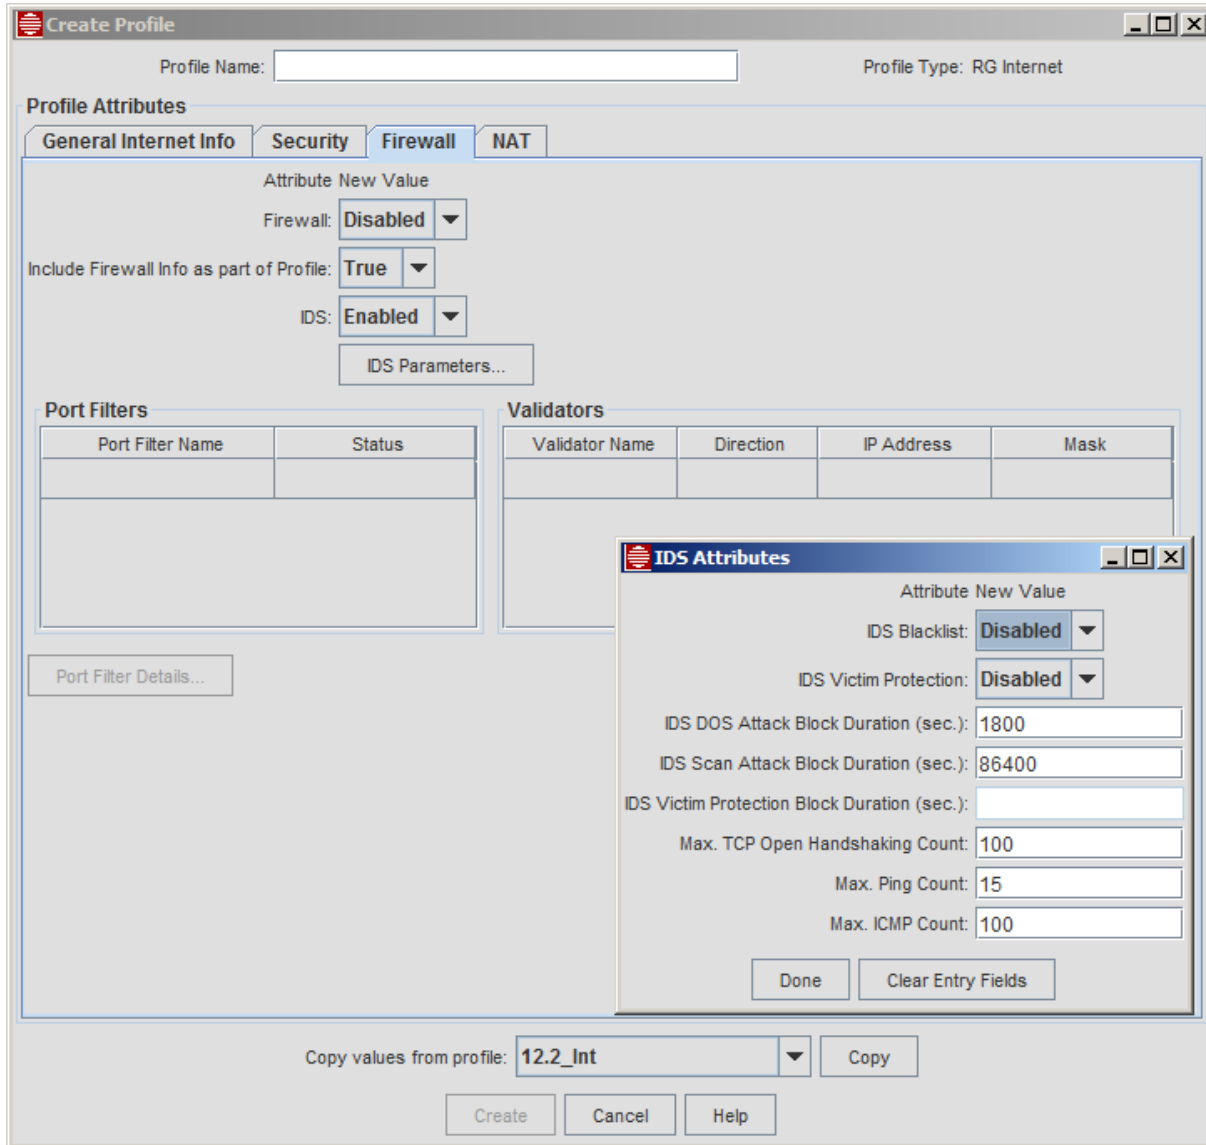 Create Profile
Profile Name:
Profile Type: RG Internet
Profile Attributes
General Internet Info
Security
Firewall
NAT
Attribute New Value
Firewall: Disabled
Include Firewall Info as part of Profile: True
IDS: Enabled
IDS Parameters...
Port Filters
Port Filter Name
Status
Validators
Validator Name
Direction
IP Address
Mask
Port Filter Details...
IDS Attributes
Attribute New Value
IDS Blacklist: Disabled
IDS Victim Protection: Disabled
IDS DOS Attack Block Duration (sec.): 1800
IDS Scan Attack Block Duration (sec.): 86400
IDS Victim Protection Block Duration (sec.):
Max. TCP Open Handshaking Count: 100
Max. Ping Count: 15
Max. ICMP Count: 100
Done
Clear Entry Fields
Copy values from profile: 12.2_Int
Copy
Create
Cancel
Help